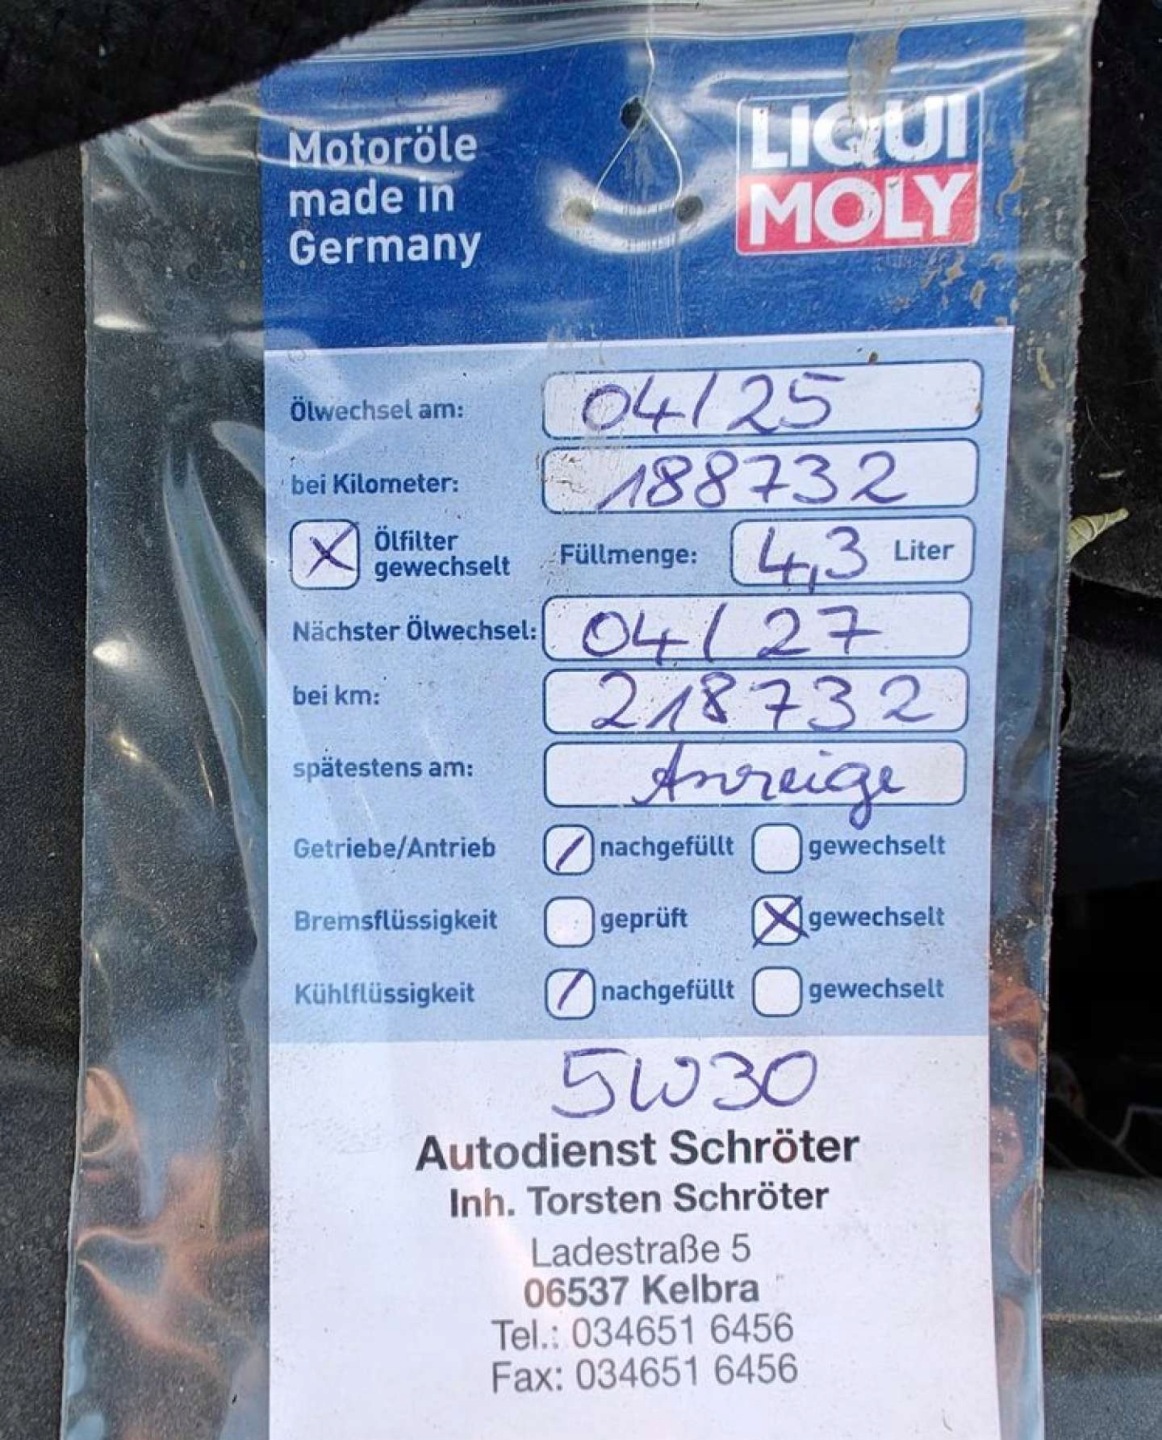 Motoröle
made in
Germany
LIQUI
MOLY
Ölwechsel am: 04/25
bei Kilometer: 188732
Ölfilter
gewechselt
Füllmenge: 4,3 Liter
Nächster Ölwechsel: 04/27
bei km: 218732
spätestens am: Anzeige
Getriebe/Antrieb / nachgefüllt gewechselt
Bremsflüssigkeit geprüft X gewechselt
Kühlflüssigkeit / nachgefüllt gewechselt
5W30
Autodienst Schröter
Inh. Torsten Schröter
Ladestraße 5
06537 Kelbra
Tel.: 034651 6456
Fax: 034651 6456